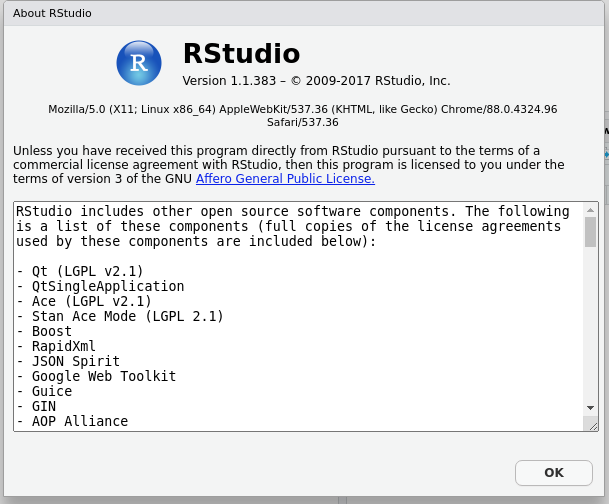 About RStudio
R
RStudio
Version 1.1.383 – © 2009-2017 RStudio, Inc.
Mozilla/5.0 (X11; Linux x86_64) AppleWebKit/537.36 (KHTML, like Gecko) Chrome/88.0.4324.96
Safari/537.36
Unless you have received this program directly from RStudio pursuant to the terms of a
commercial license agreement with RStudio, then this program is licensed to you under the
terms of version 3 of the GNU Affero General Public License.
RStudio includes other open source software components. The following
is a list of these components (full copies of the license agreements
used by these components are included below):
- Qt (LGPL v2.1)
- QtSingleApplication
- Ace (LGPL v2.1)
- Stan Ace Mode (LGPL 2.1)
- Boost
- RapidXml
- JSON Spirit
- Google Web Toolkit
- Guice
- GIN
- AOP Alliance
OK